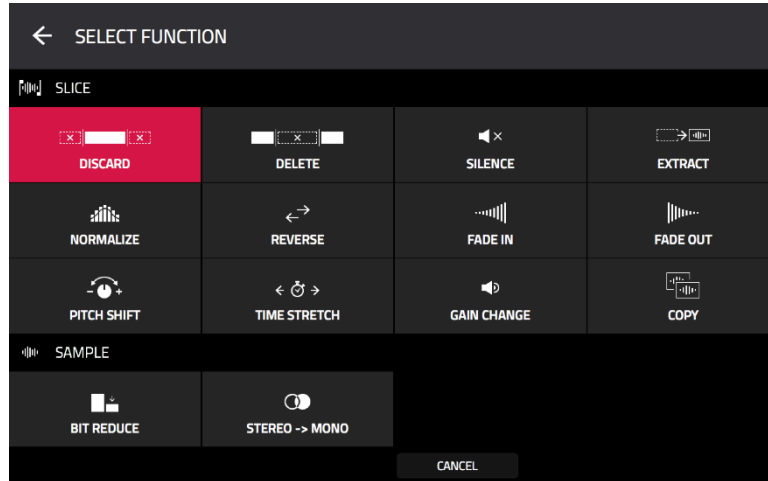 SELECT FUNCTION
SLICE
DISCARD DELETE SILENCE EXTRACT
NORMALIZE REVERSE FADE IN FADE OUT
PITCH SHIFT TIME STRETCH GAIN CHANGE COPY
SAMPLE
BIT REDUCE STEREO -> MONO
CANCEL